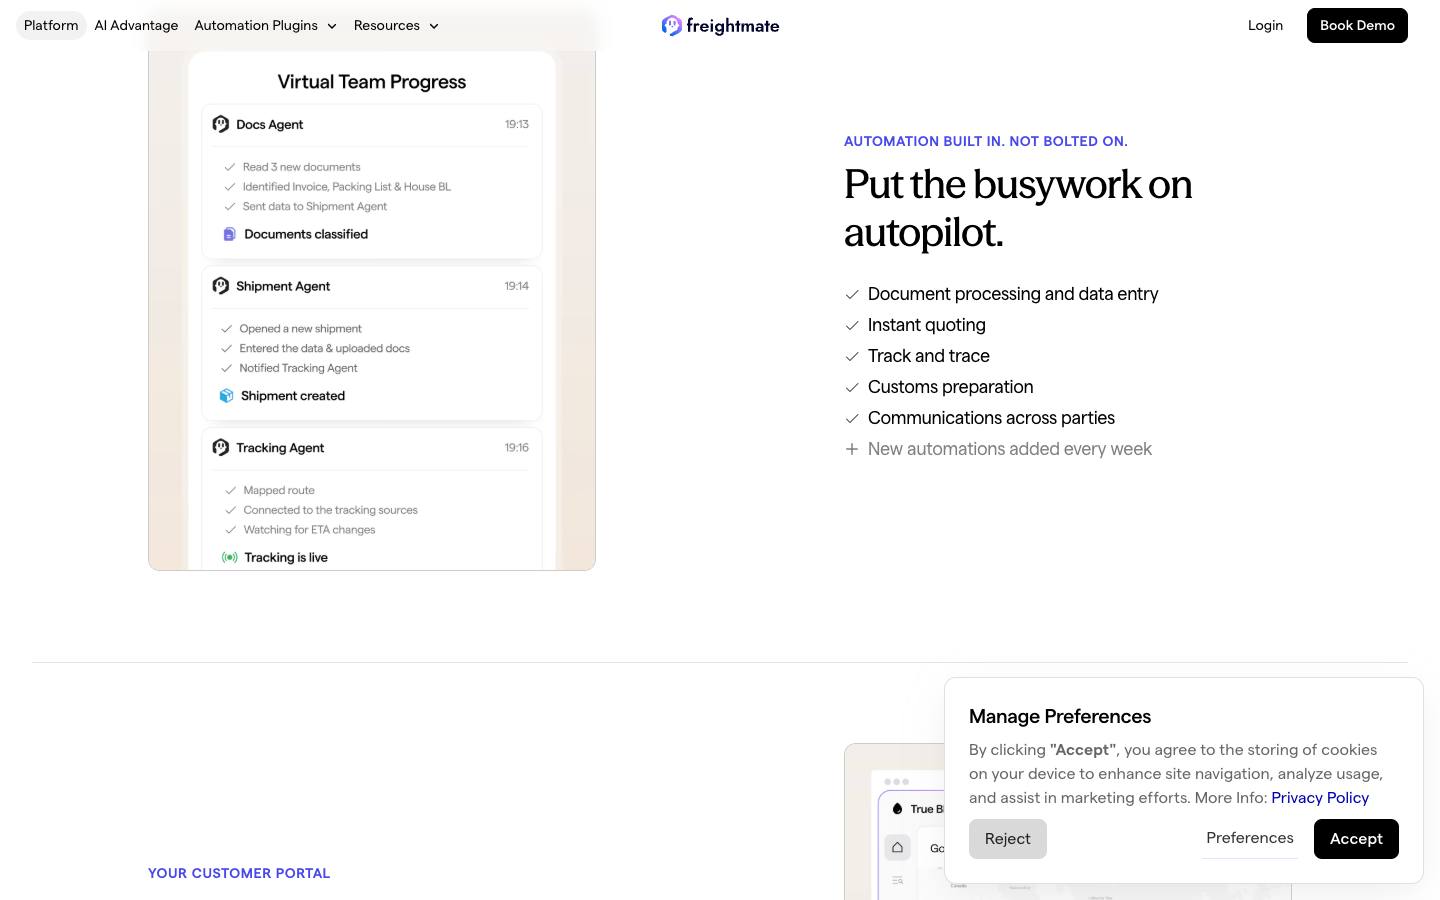 Platform
AI Advantage
Automation Plugins
Resources
freightmate
Login
Book Demo
Virtual Team Progress
Docs Agent 19:13
Read 3 new documents
Identified Invoice, Packing List & House BL
Sent data to Shipment Agent
Documents classified
Shipment Agent 19:14
Opened a new shipment
Entered the data & uploaded docs
Notified Tracking Agent
Shipment created
Tracking Agent 19:16
Mapped route
Connected to the tracking sources
Watching for ETA changes
Tracking is live
AUTOMATION BUILT IN. NOT BOLTED ON.
Put the busywork on
autopilot.
Document processing and data entry
Instant quoting
Track and trace
Customs preparation
Communications across parties
New automations added every week
YOUR CUSTOMER PORTAL
True
Manage Preferences
By clicking "Accept", you agree to the storing of cookies
on your device to enhance site navigation, analyze usage,
and assist in marketing efforts. More Info: Privacy Policy
Reject
Preferences
Accept